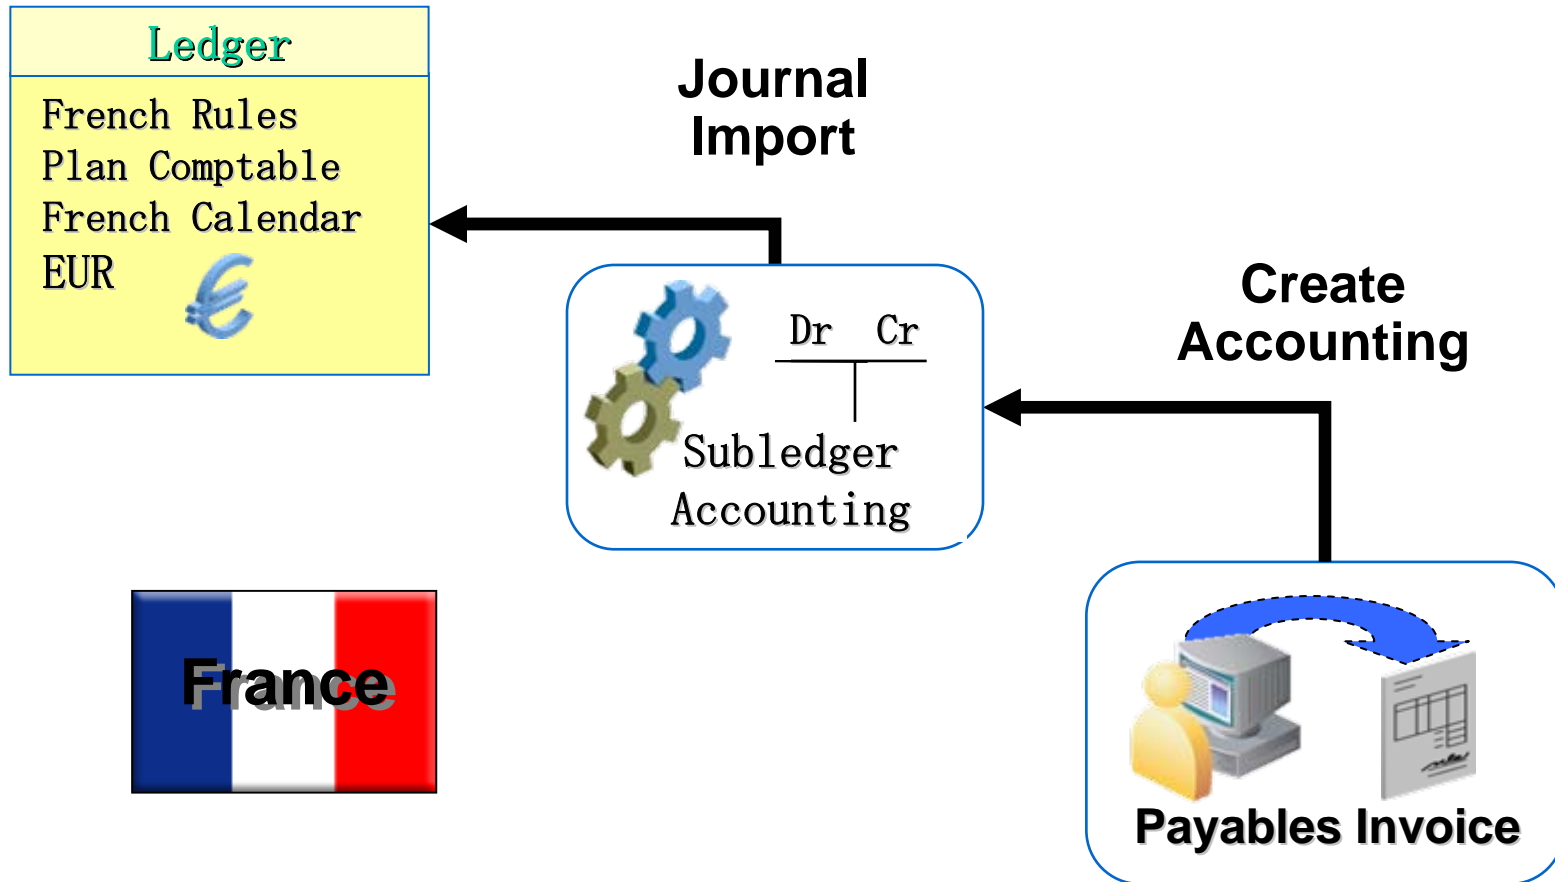 Ledger
French Rules
Plan Comptable
French Calendar
EUR
€
Journal
Import
Dr Cr
Subledger
Accounting
Create
Accounting
France
Payables Invoice